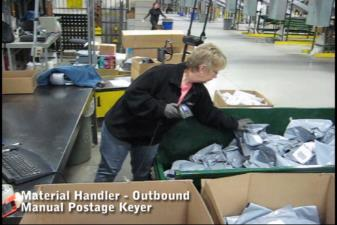 Material Handler - Outbound
Manual Postage Keyer